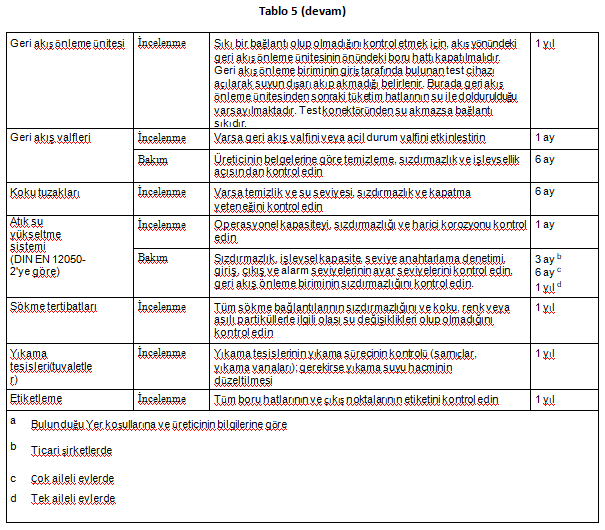 Tablo 5 (devam)
Geri akış önleme ünitesi İncelenme Sıkı bir bağlantı olup olmadığını kontrol etmek için, akış yönündeki 1 yıl
geri akış önleme ünitesinin önündeki boru hattı kapatılmalıdır.
Geri akış önleme biriminin giriş tarafında bulunan test cihazı
açılarak suyun dışarı akıp akmadığı belirlenir. Burada geri akış
önleme ünitesinden sonraki tüketim hatlarının su ile doldurulduğu
varsayılmaktadır. Test konektöründen su akmazsa bağlantı
sıkıdır.
Geri akış valfleri İncelenme Varsa geri akış valfini veya acil durum valfini etkinleştirin 1 ay
Bakım Üreticinin belgelerine göre temizleme, sızdırmazlık ve işlevsellik 6 ay
açısından kontrol edin
Koku tuzakları İncelenme Varsa temizlik ve su seviyesi, sızdırmazlık ve kapatma 6 ay
yeteneğini kontrol edin
Atık su İncelenme Operasyonel kapasiteyi, sızdırmazlığı ve harici korozyonu kontrol 1 ay
yükseltme edin
sistemi
(DIN EN 12050- Bakım Sızdırmazlık, işlevsel kapasite, seviye anahtarlama denetimi, 3 ay b
2'ye göre) giriş, çıkış ve alarm seviyelerinin ayar seviyelerini kontrol edin, 6 ay c
geri akış önleme biriminin sızdırmazlığını kontrol edin. 1 yıl d
Sökme tertibatları İncelenme Tüm sökme bağlantılarının sızdırmazlığını ve koku, renk veya 1 yıl
asılı partiküllerle ilgili olası su değişiklikleri olup olmadığını
kontrol edin
Yıkama İncelenme Yıkama tesislerinin yıkama sürecinin kontrolü (sarnıçlar, 1 yıl
tesisleri(tuvaletle yıkama vanaları); gerekirse yıkama suyu hacminin
r) düzeltilmesi
Etiketleme İncelenme Tüm boru hatlarının ve çıkış noktalarının etiketini kontrol edin 1 yıl
a Bulunduğu Yer koşullarına ve üreticinin bilgilerine göre
b Ticari şirketlerde
c Çok aileli evlerde
d Tek aileli evlerde